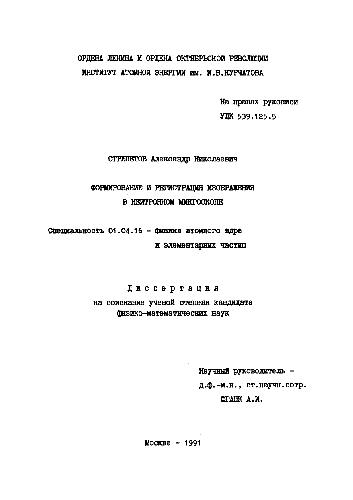 ОРДЕНА ЛЕНИНА И ОРДЕНА ОКТЯБРЬСКОЙ РЕВОЛЮЦИИ
ИНСТИТУТ АТОМНОЙ ЭНЕРГИИ им. И.В.КУРЧАТОВА
На правах рукописи
УДК 539.125.5
СТРЕПЕТОВ Александр Николаевич
ФОРМИРОВАНИЕ И РЕГИСТРАЦИЯ ИЗОБРАЖЕНИЯ
В НЕЙТРОННОМ МИКРОСКОПЕ
Специальность 01.04.16 - физика атомного ядра
и элементарных частиц
Диссертация
на соискание ученой степени кандидата
физико-математических наук
Научный руководитель -
д.ф.-м.н., ст.научн.сотр.
ФРАНК А.И.
Москва - 1991